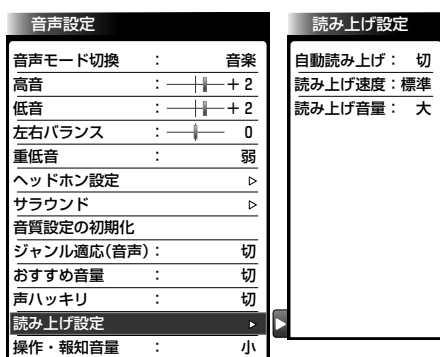 音声設定
音声モード切換 : 音楽
高音 : +2
低音 : +2
左右バランス : 0
重低音 : 弱
ヘッドホン設定
サラウンド
音質設定の初期化
ジャンル適応(音声) : 切
おすすめ音量 : 切
声ハッキリ : 切
読み上げ設定
操作・報知音量 : 小
読み上げ設定
自動読み上げ : 切
読み上げ速度 : 標準
読み上げ音量 : 大